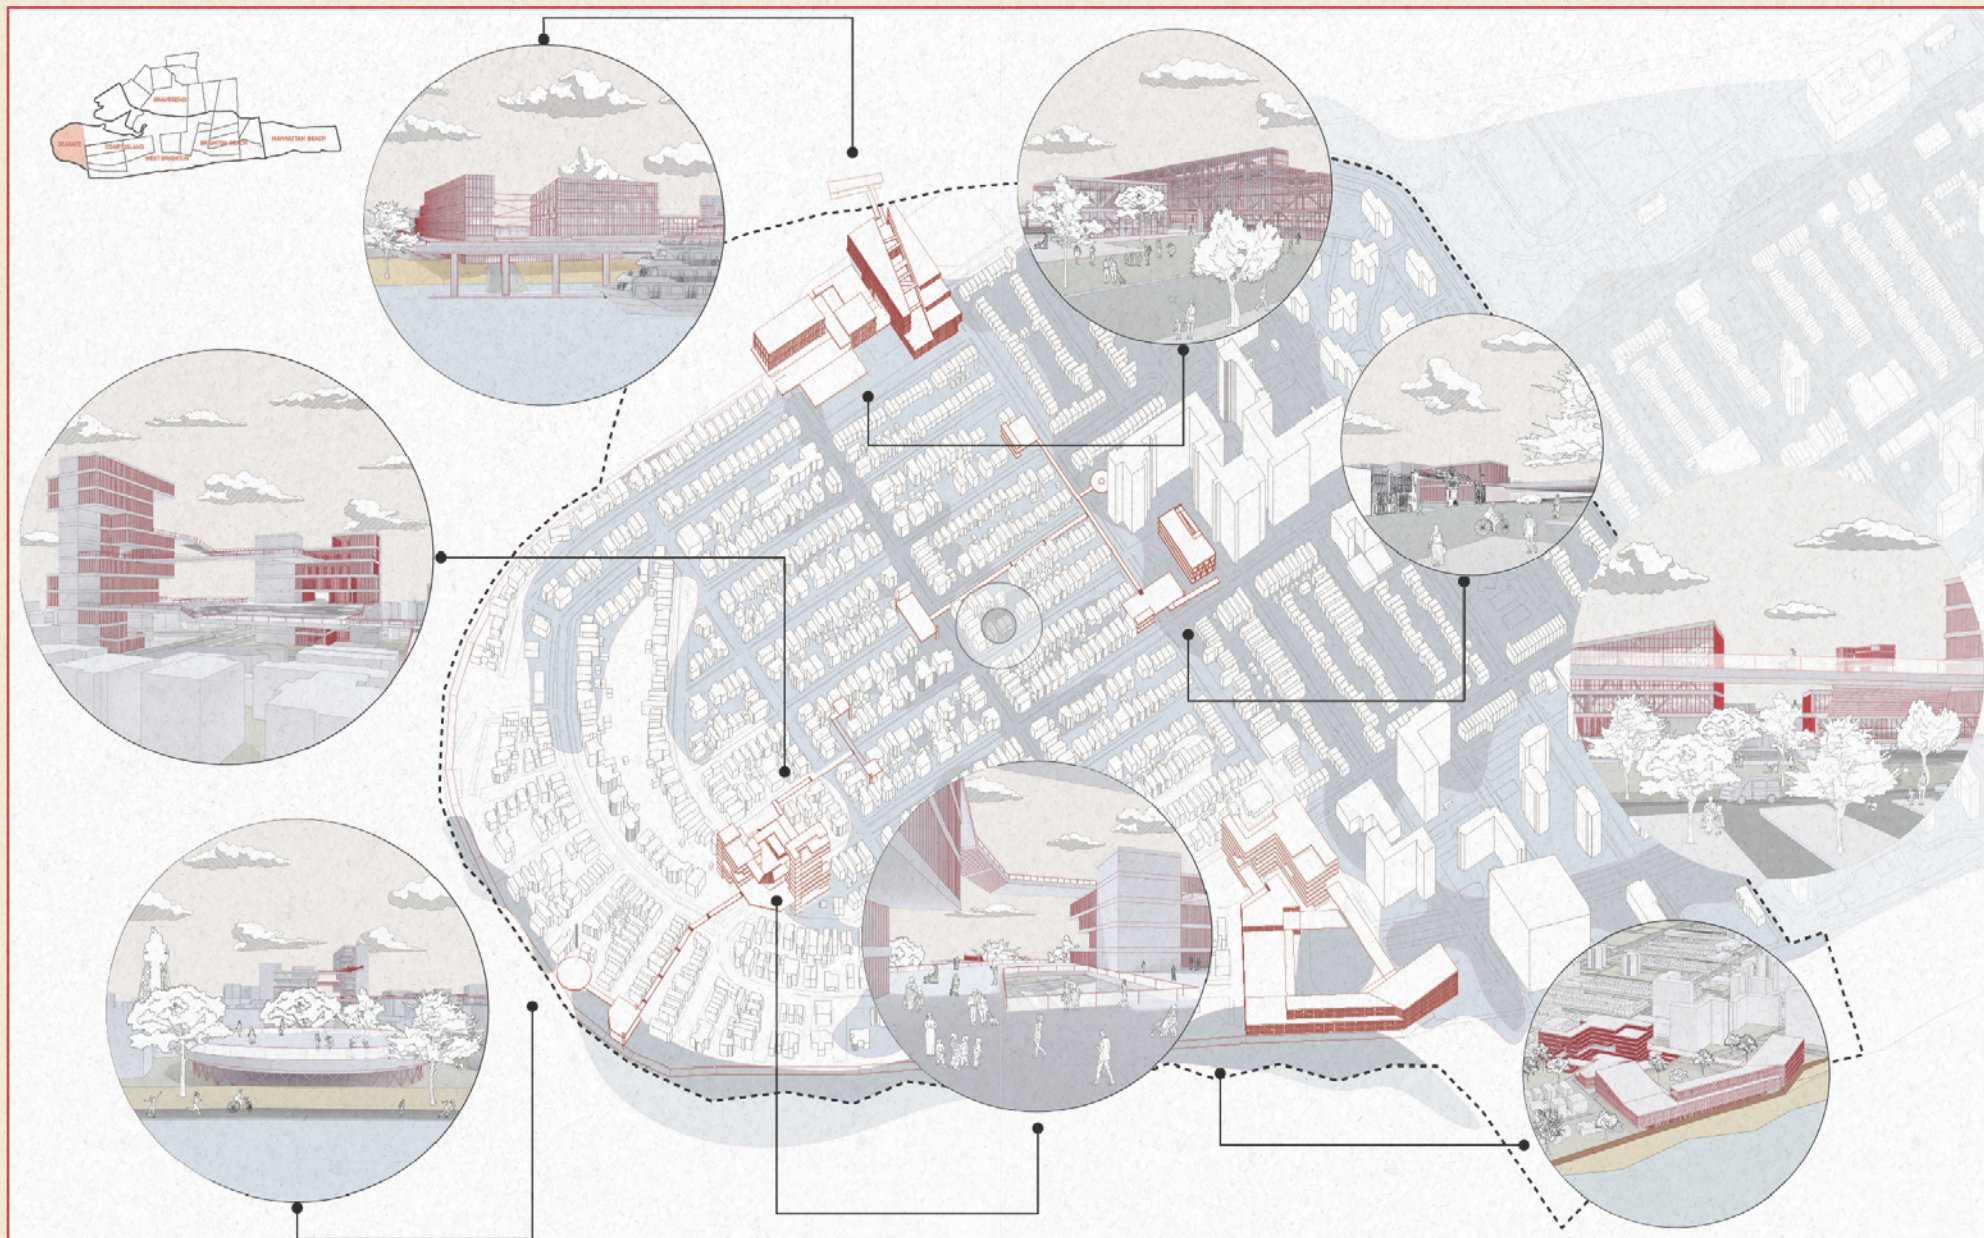 GRAVESEND
SEAGATE
CONEY ISLAND
WEST BRIGHTON
BRIGHTON BEACH
MANHATTAN BEACH